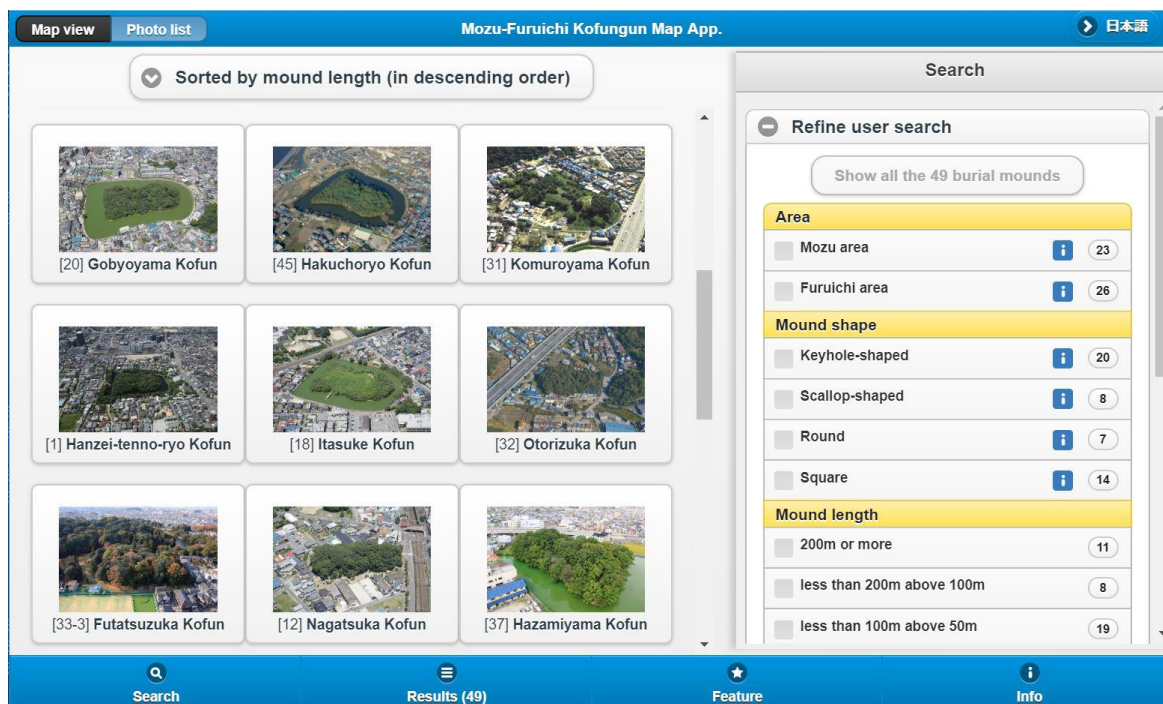 Map view Photo list Mozu-Furuichi Kofungun Map App. 日本語
Sorted by mound length (in descending order)
[20] Gobyoyama Kofun [45] Hakuchoryo Kofun [31] Komuroyama Kofun
[1] Hanzei-tenno-ryo Kofun [18] Itasuke Kofun [32] Otorizuka Kofun
[33-3] Futatsuzuka Kofun [12] Nagatsuka Kofun [37] Hazamiyama Kofun
Search
Refine user search
Show all the 49 burial mounds
Area
Mozu area i 23
Furuichi area i 26
Mound shape
Keyhole-shaped i 20
Scallop-shaped i 8
Round i 7
Square i 14
Mound length
200m or more 11
less than 200m above 100m 8
less than 100m above 50m 19
Search Results (49) Feature Info